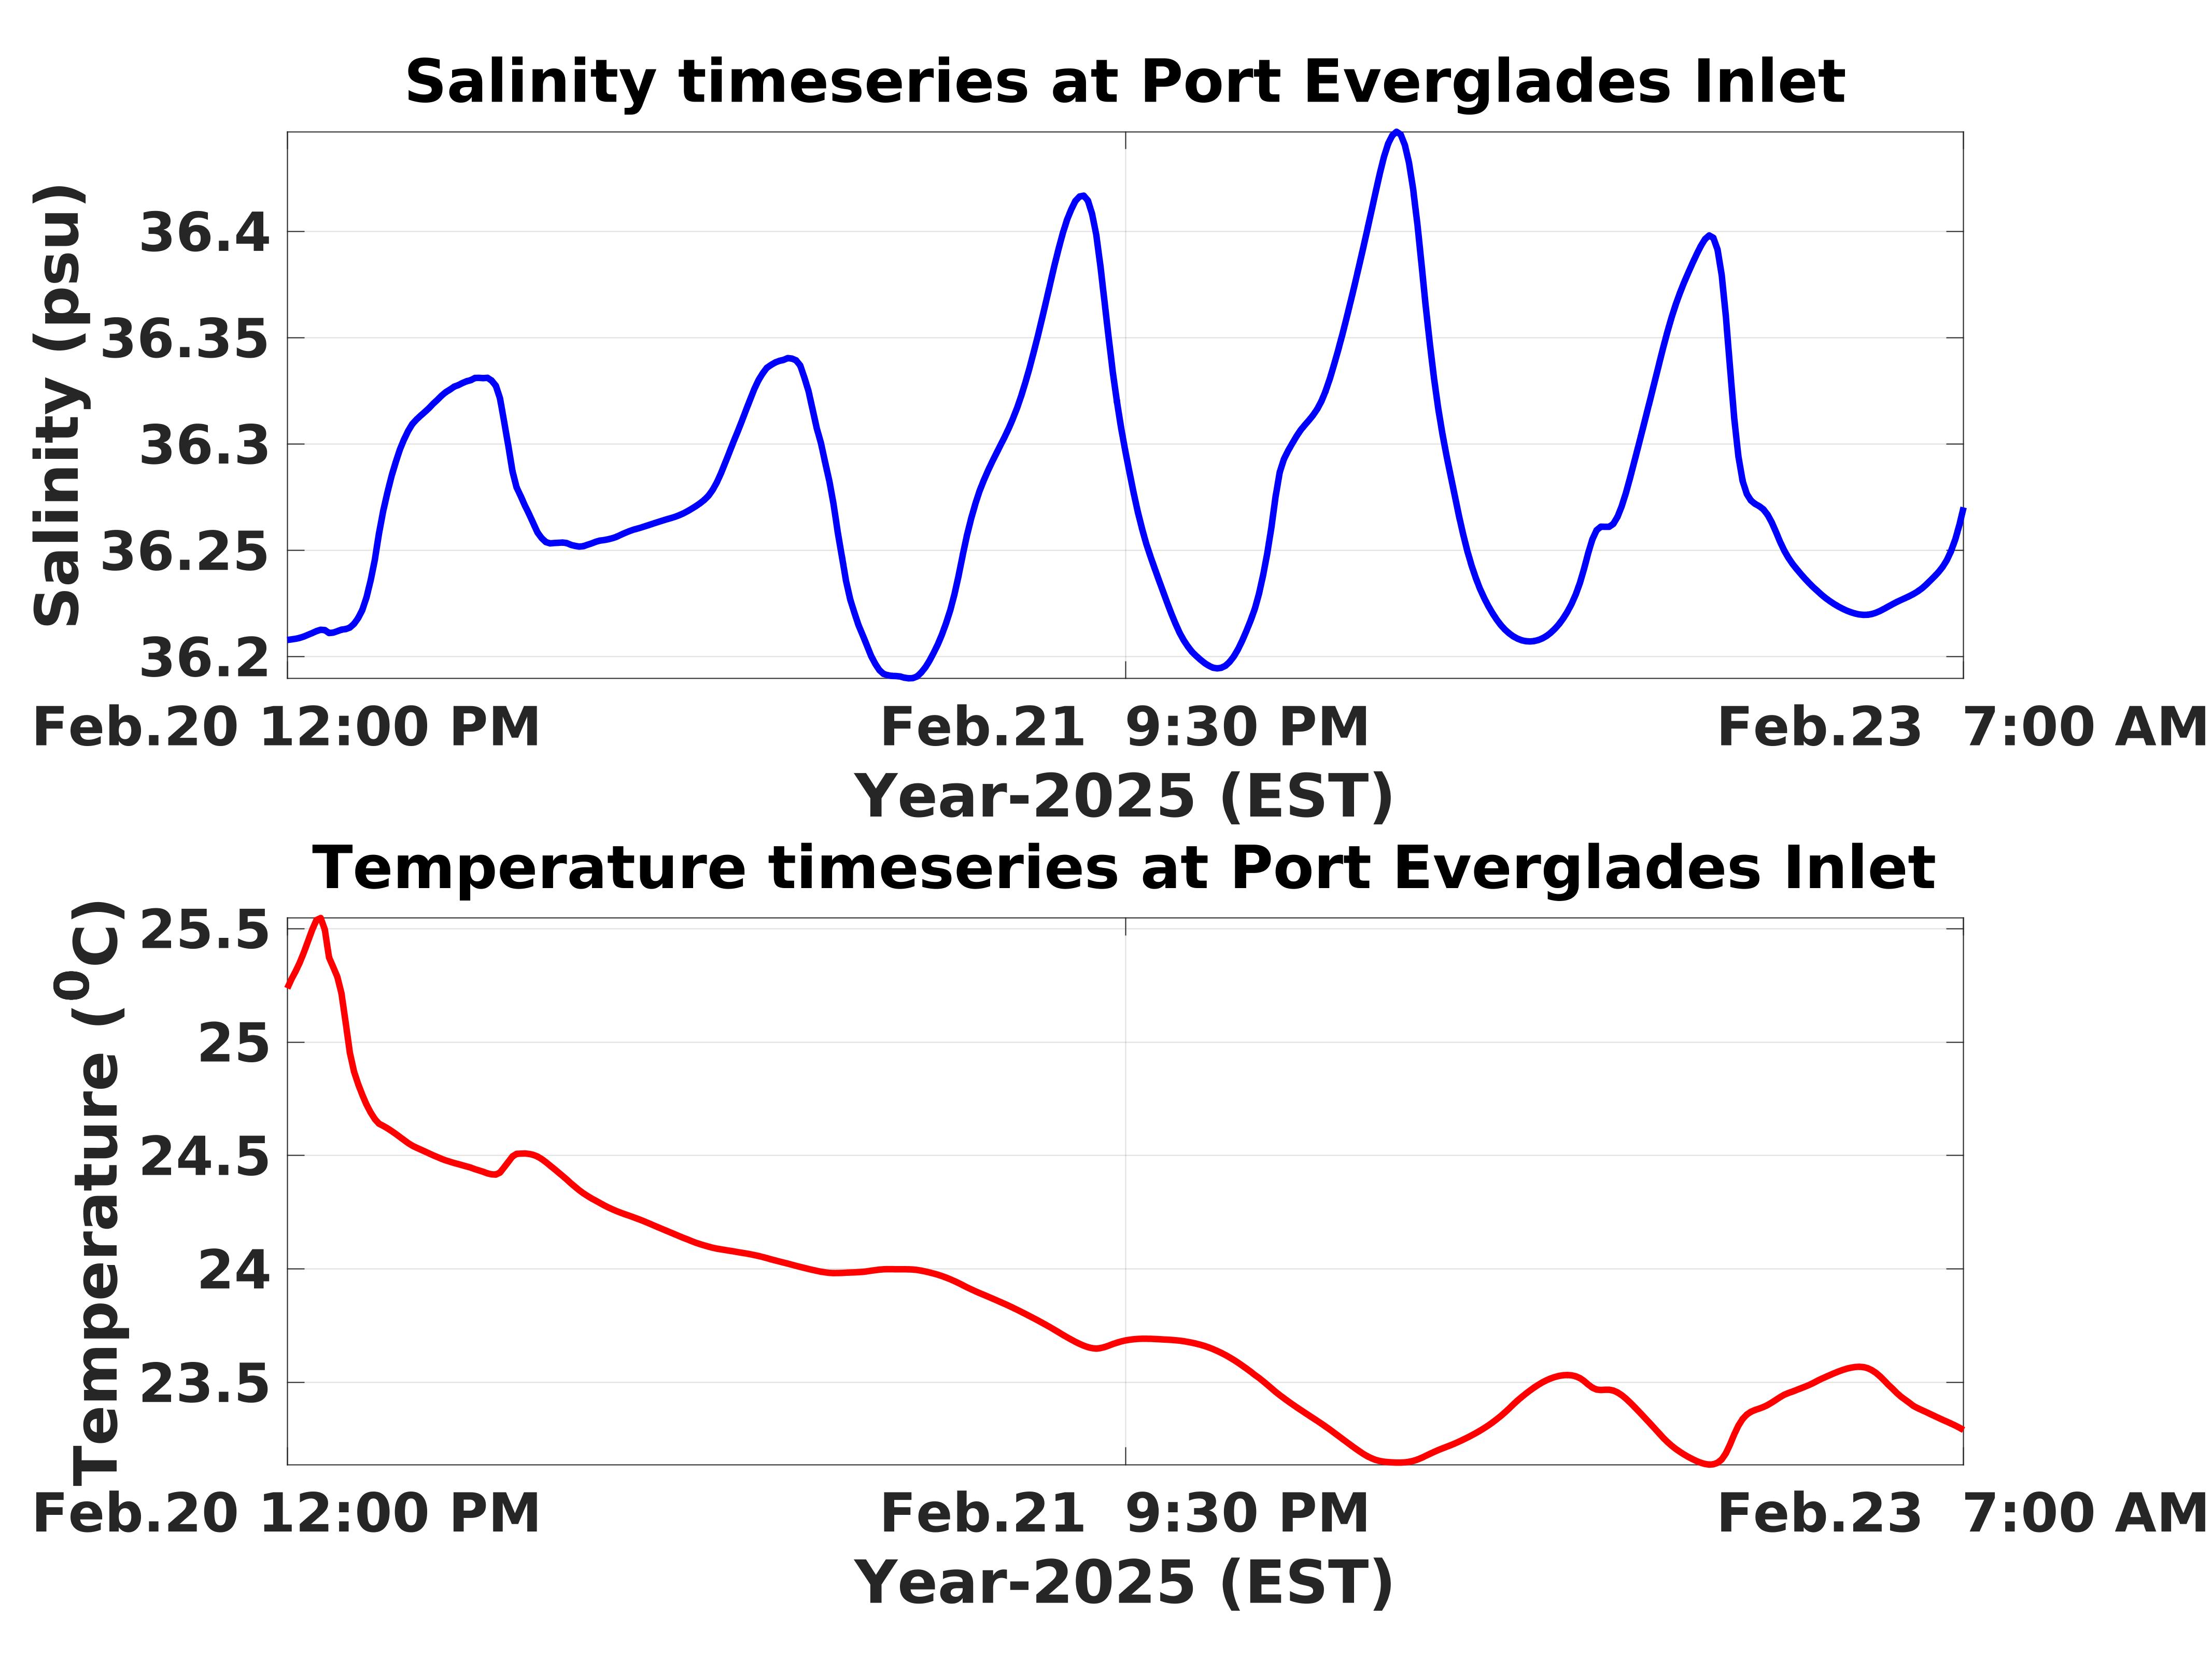 Salinity timeseries at Port Everglades Inlet
Salinity (psu)
36.4
36.35
36.3
36.25
36.2
Feb.20 12:00 PM Feb.21 9:30 PM Feb.23 7:00 AM
Year-2025 (EST)
Temperature timeseries at Port Everglades Inlet
Temperature (⁰C)
25.5
25
24.5
24
23.5
Feb.20 12:00 PM Feb.21 9:30 PM Feb.23 7:00 AM
Year-2025 (EST)